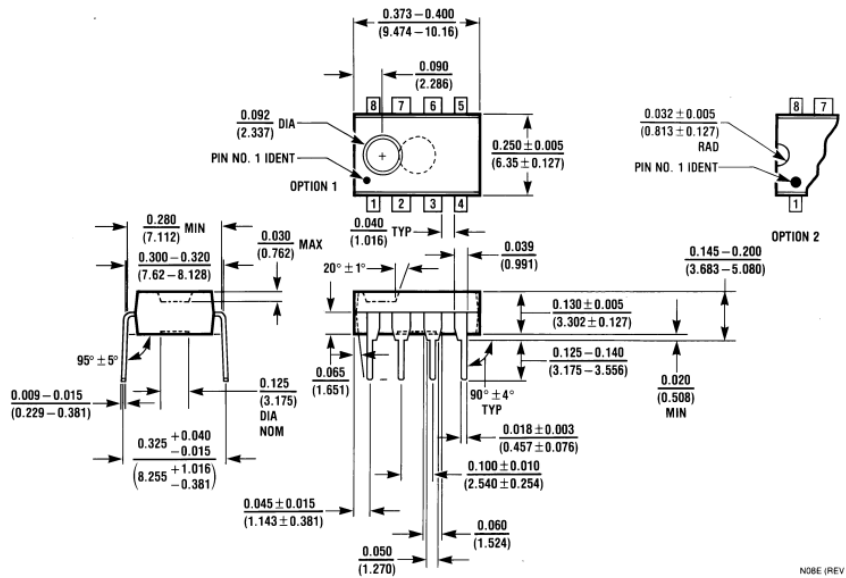 0.373–0.400
(9.474–10.16)
0.090
(2.286)
8 7 6 5
0.092 DIA
(2.337)
PIN NO. 1 IDENT
OPTION 1
1 2 3 4
0.250 ± 0.005
(6.35 ± 0.127)
0.032 ± 0.005
(0.813 ± 0.127)
RAD
PIN NO. 1 IDENT
8 7
1
OPTION 2
0.280 MIN
(7.112)
0.300–0.320
(7.62–8.128)
0.030 MAX
(0.762)
0.040 TYP
(1.016)
20° ± 1°
0.039
(0.991)
0.145–0.200
(3.683–5.080)
0.130 ± 0.005
(3.302 ± 0.127)
95° ± 5°
0.009–0.015
(0.229–0.381)
0.125
(3.175)
DIA
NOM
0.065
(1.651)
90° ± 4°
TYP
0.125–0.140
(3.175–3.556)
0.020
(0.508)
MIN
0.325 +0.040
−0.015
(8.255 +1.016
−0.381)
0.018 ± 0.003
(0.457 ± 0.076)
0.100 ± 0.010
(2.540 ± 0.254)
0.045 ± 0.015
(1.143 ± 0.381)
0.060
(1.524)
0.050
(1.270)
N08E (REV